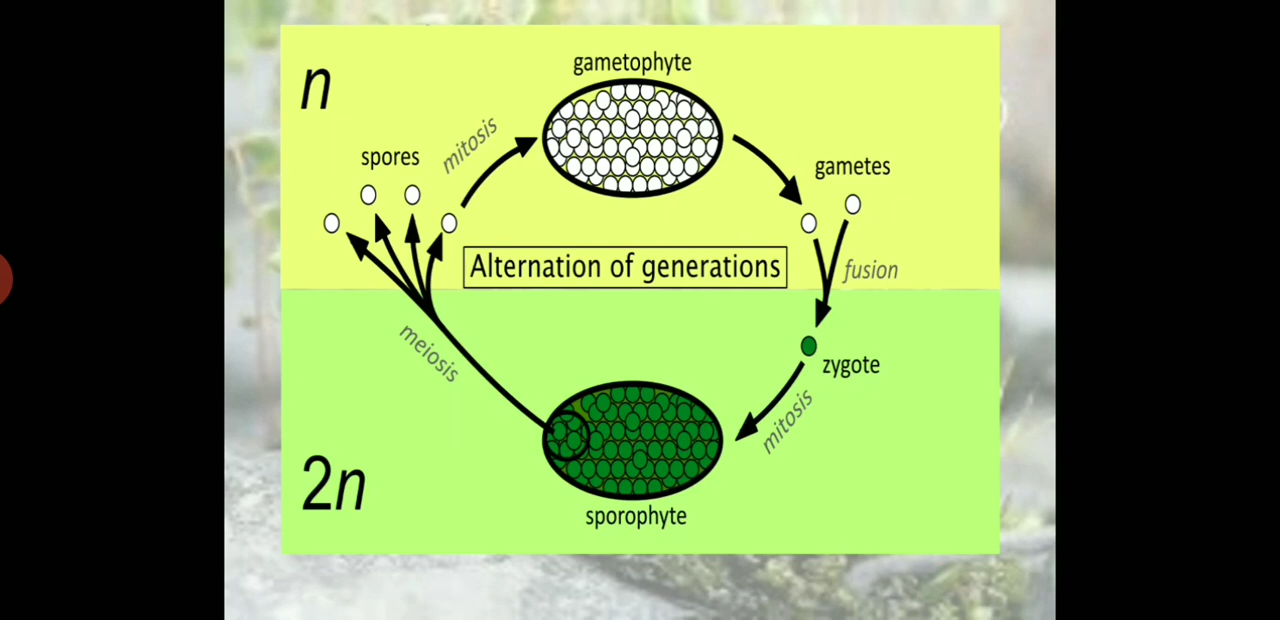 n
gametophyte
mitosis
spores
gametes
Alternation of generations
fusion
meiosis
zygote
mitosis
2n
sporophyte